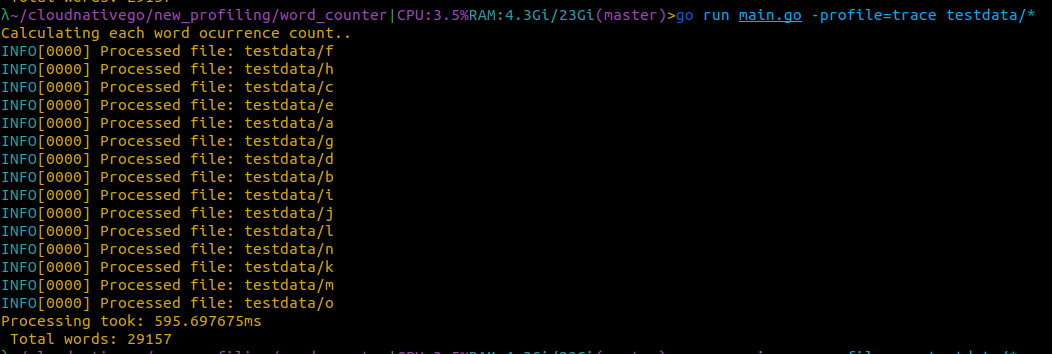 Total words: 29157
λ~/cloudnativego/new_profiling/word_counter|CPU:3.5%RAM:4.3Gi/23Gi(master)>go run main.go -profile=trace testdata/*
Calculating each word ocurrence count..
INFO[0000] Processed file: testdata/f
INFO[0000] Processed file: testdata/h
INFO[0000] Processed file: testdata/c
INFO[0000] Processed file: testdata/e
INFO[0000] Processed file: testdata/a
INFO[0000] Processed file: testdata/g
INFO[0000] Processed file: testdata/d
INFO[0000] Processed file: testdata/b
INFO[0000] Processed file: testdata/i
INFO[0000] Processed file: testdata/j
INFO[0000] Processed file: testdata/l
INFO[0000] Processed file: testdata/n
INFO[0000] Processed file: testdata/k
INFO[0000] Processed file: testdata/m
INFO[0000] Processed file: testdata/o
Processing took: 595.697675ms
Total words: 29157